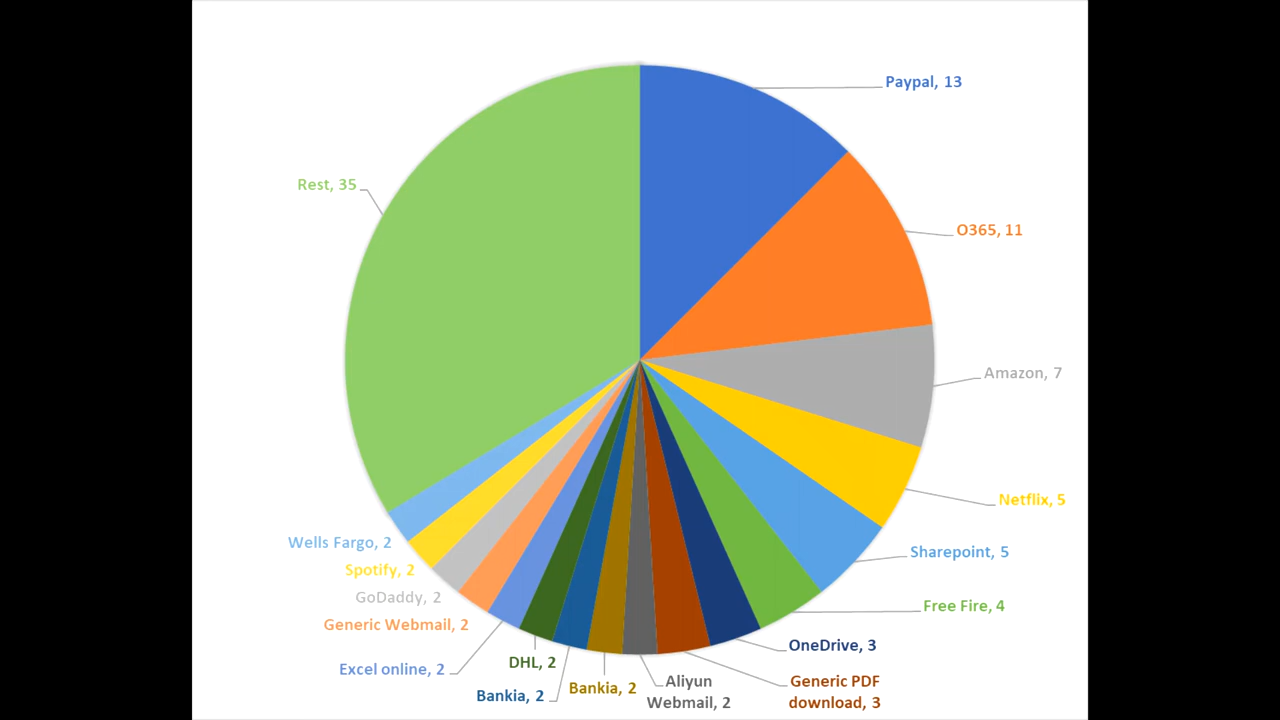 Paypal, 13
O365, 11
Amazon, 7
Netflix, 5
Sharepoint, 5
Free Fire, 4
OneDrive, 3
Generic PDF
download, 3
Aliyun
Webmail, 2
Bankia, 2
Bankia, 2
DHL, 2
Excel online, 2
Generic Webmail, 2
GoDaddy, 2
Spotify, 2
Wells Fargo, 2
Rest, 35